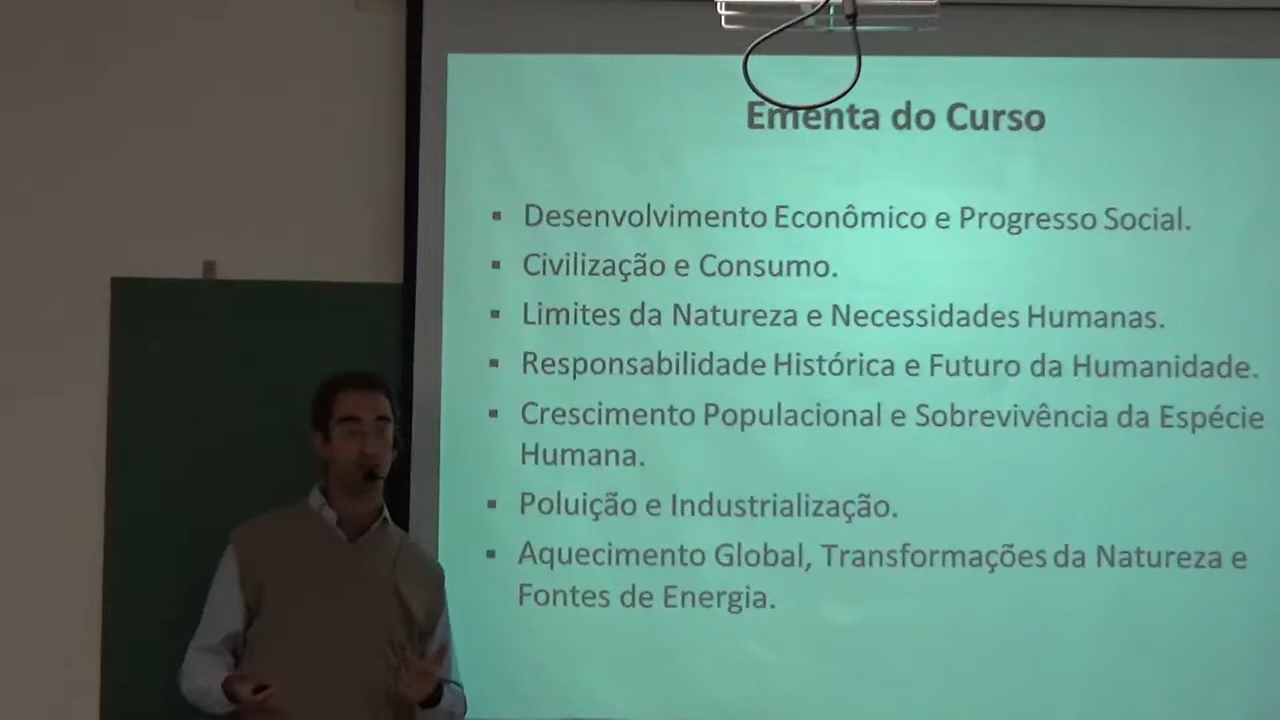 Ementa do Curso
▪ Desenvolvimento Econômico e Progresso Social.
▪ Civilização e Consumo.
▪ Limites da Natureza e Necessidades Humanas.
▪ Responsabilidade Histórica e Futuro da Humanidade.
▪ Crescimento Populacional e Sobrevivência da Espécie
Humana.
▪ Poluição e Industrialização.
▪ Aquecimento Global, Transformações da Natureza e
Fontes de Energia.